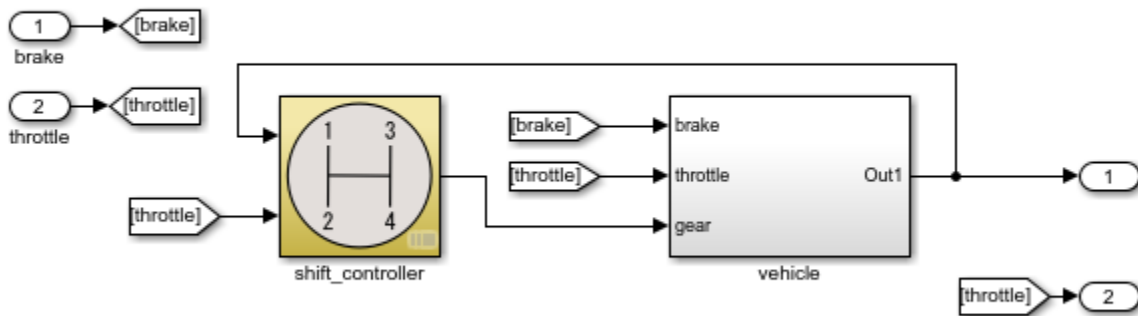 1
[brake]
brake
2
[throttle]
throttle
[throttle]
1 3
2 4
shift_controller
[brake]
[throttle]
brake
throttle
gear
Out1
vehicle
1
[throttle]
2